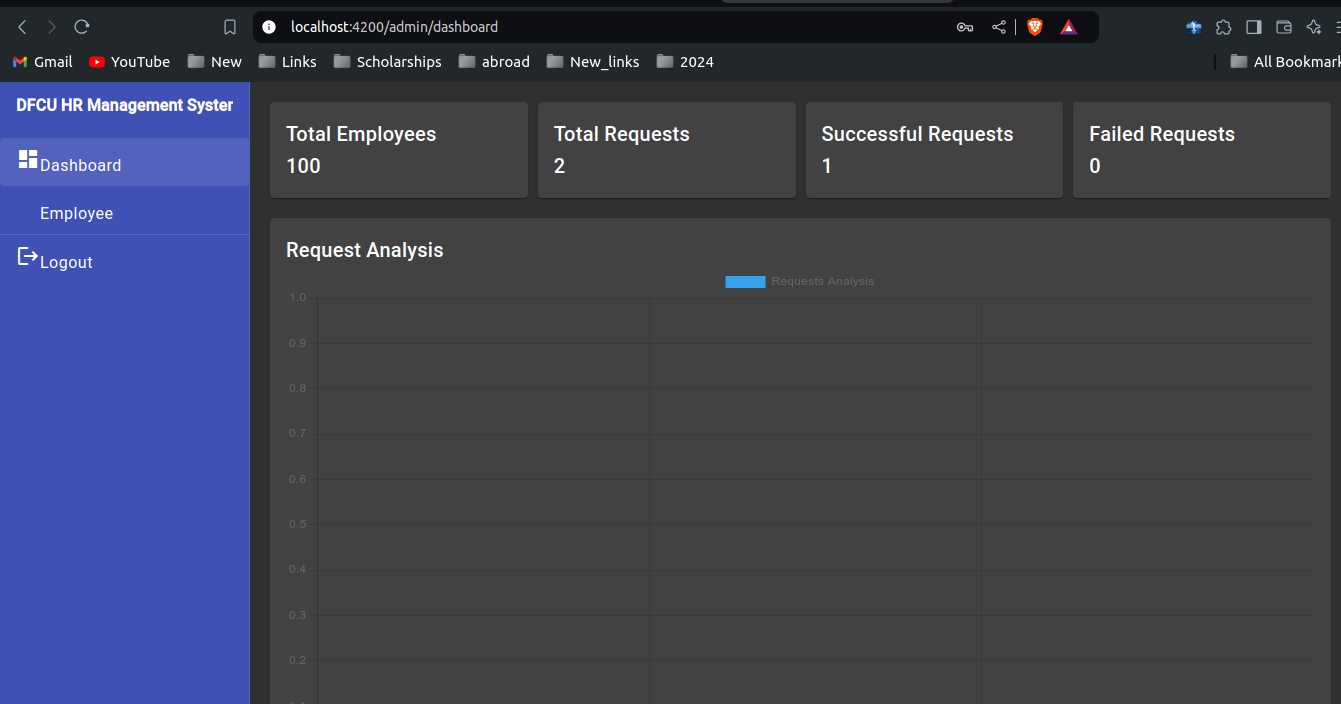 localhost:4200/admin/dashboard
Gmail YouTube New Links Scholarships abroad New_links 2024 All Bookmark
DFCU HR Management Syster
Dashboard
Employee
Logout
Total Employees
100
Total Requests
2
Successful Requests
1
Failed Requests
0
Request Analysis
Requests Analysis
1.0
0.9
0.8
0.7
0.6
0.5
0.4
0.3
0.2